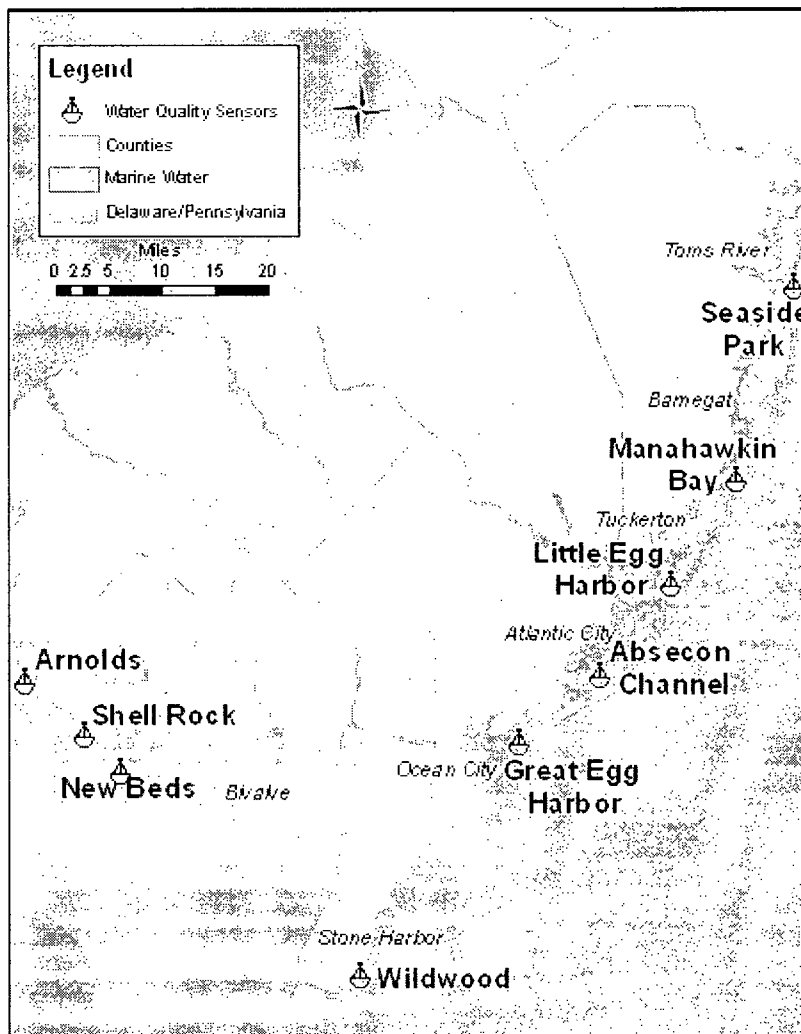 Legend
Water Quality Sensors
Counties
Marine Water
Delaware/Pennsylvania
Miles
0 2.5 5 10 15 20
Toms River
Seaside
Park
Barnegat
Manahawkin
Bay
Tuckerton
Little Egg
Harbor
Atlantic City
Absecon
Channel
Arnolds
Shell Rock
New Beds
Bivalve
Ocean City
Great Egg
Harbor
Stone Harbor
Wildwood